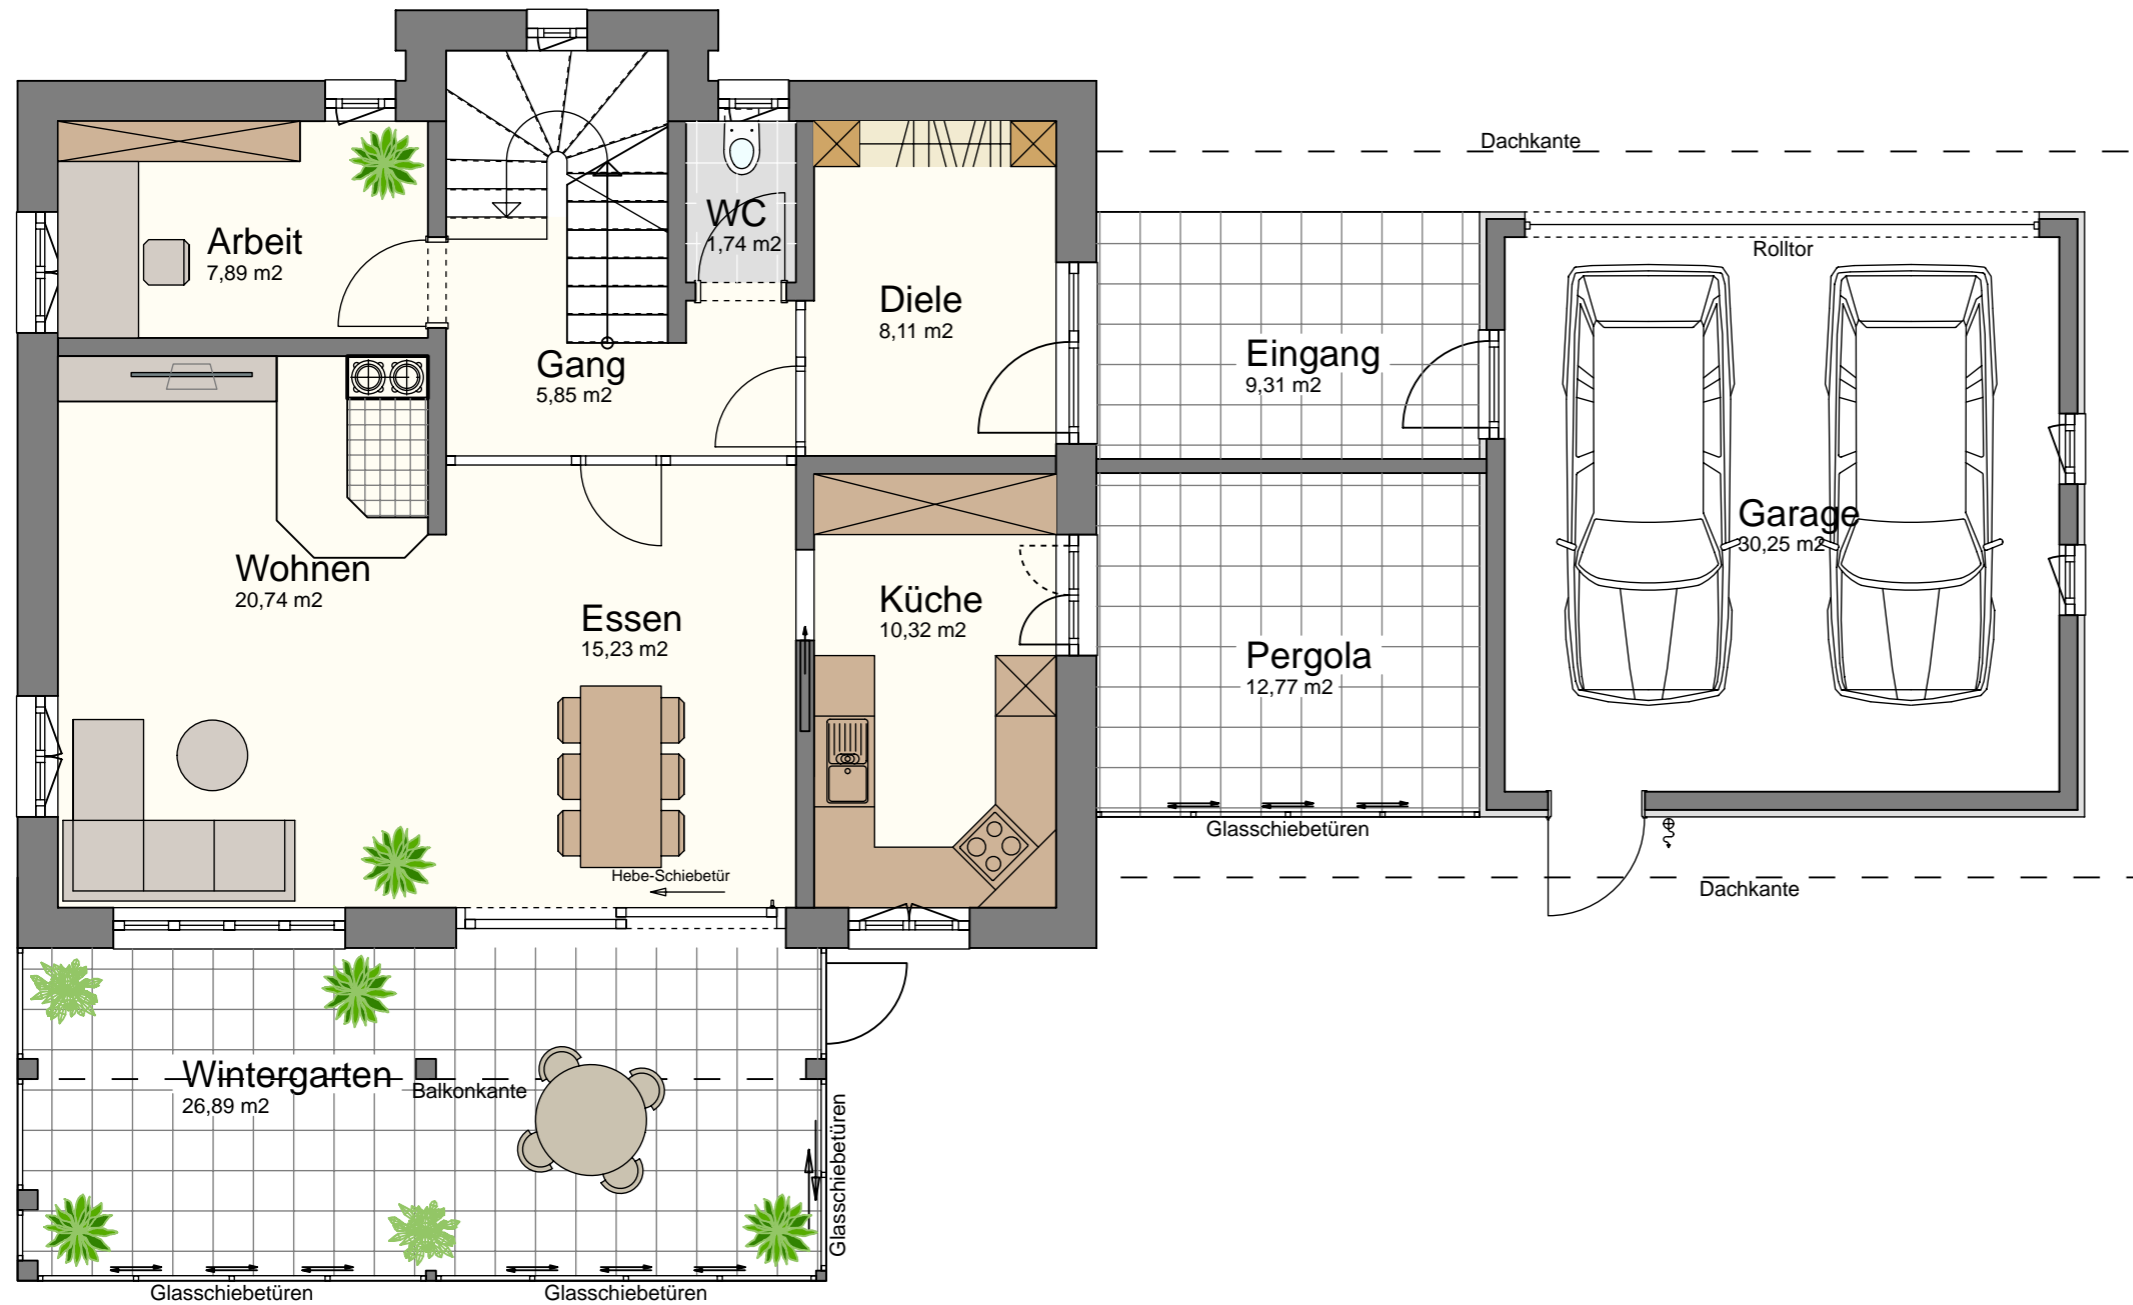 Dachkante
WC
1,74 m2
Arbeit
7,89 m2
Rolltor
Diele
8,11 m2
Eingang
9,31 m2
Gang
5,85 m2
Garage
30,25 m2
Wohnen
20,74 m2
Küche
10,32 m2
Essen
15,23 m2
Pergola
12,77 m2
Glasschiebetüren
Hebe-Schiebetür
Dachkante
Wintergarten
26,89 m2
Balkonkante
Glasschiebetüren
Glasschiebetüren
Glasschiebetüren